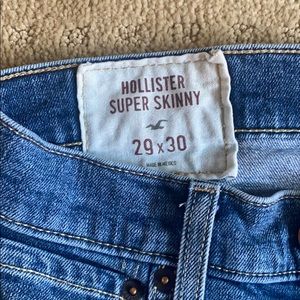 HOLLISTER
SUPER SKINNY
29 x 30
MADE IN MEXICO